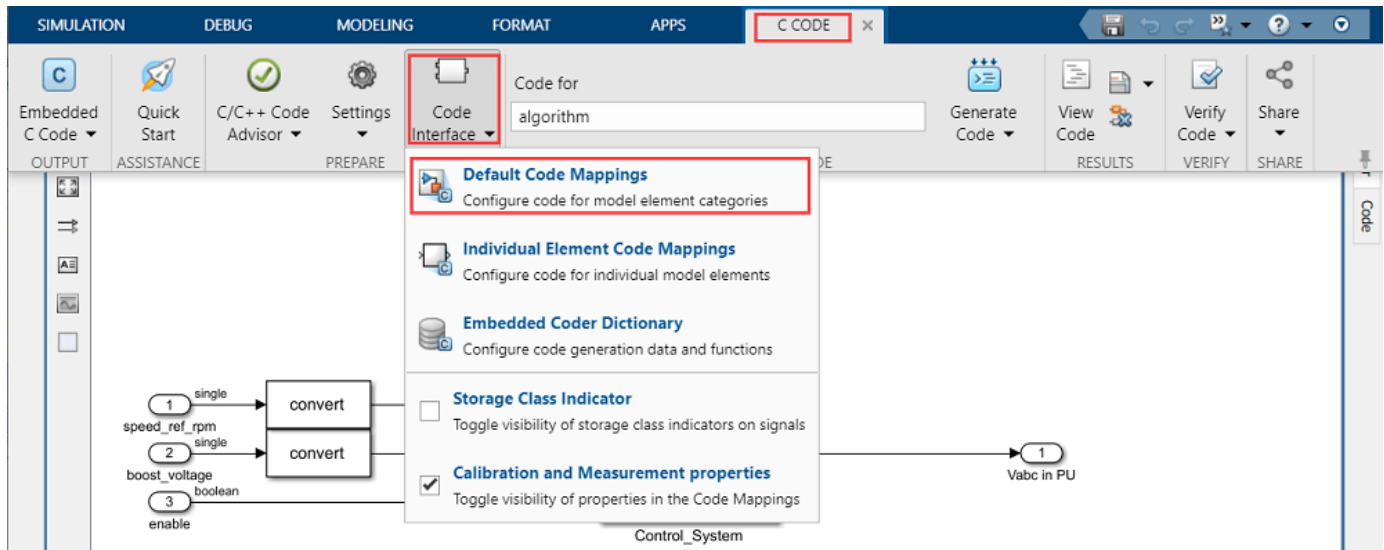 SIMULATION DEBUG MODELING FORMAT APPS C CODE
C
Embedded
C Code
Quick
Start
C/C++ Code
Advisor
Settings
Code
Interface
Code for
algorithm
Generate
Code
View
Code
Verify
Code
Share
OUTPUT ASSISTANCE PREPARE DE RESULTS VERIFY SHARE
Default Code Mappings
Configure code for model element categories
Individual Element Code Mappings
Configure code for individual model elements
Embedded Coder Dictionary
Configure code generation data and functions
Storage Class Indicator
Toggle visibility of storage class indicators on signals
Calibration and Measurement properties
Toggle visibility of properties in the Code Mappings
Code
1
single
convert
speed_ref_rpm
2
single
convert
boost_voltage
3
boolean
enable
1
Vabc in PU
Control_System